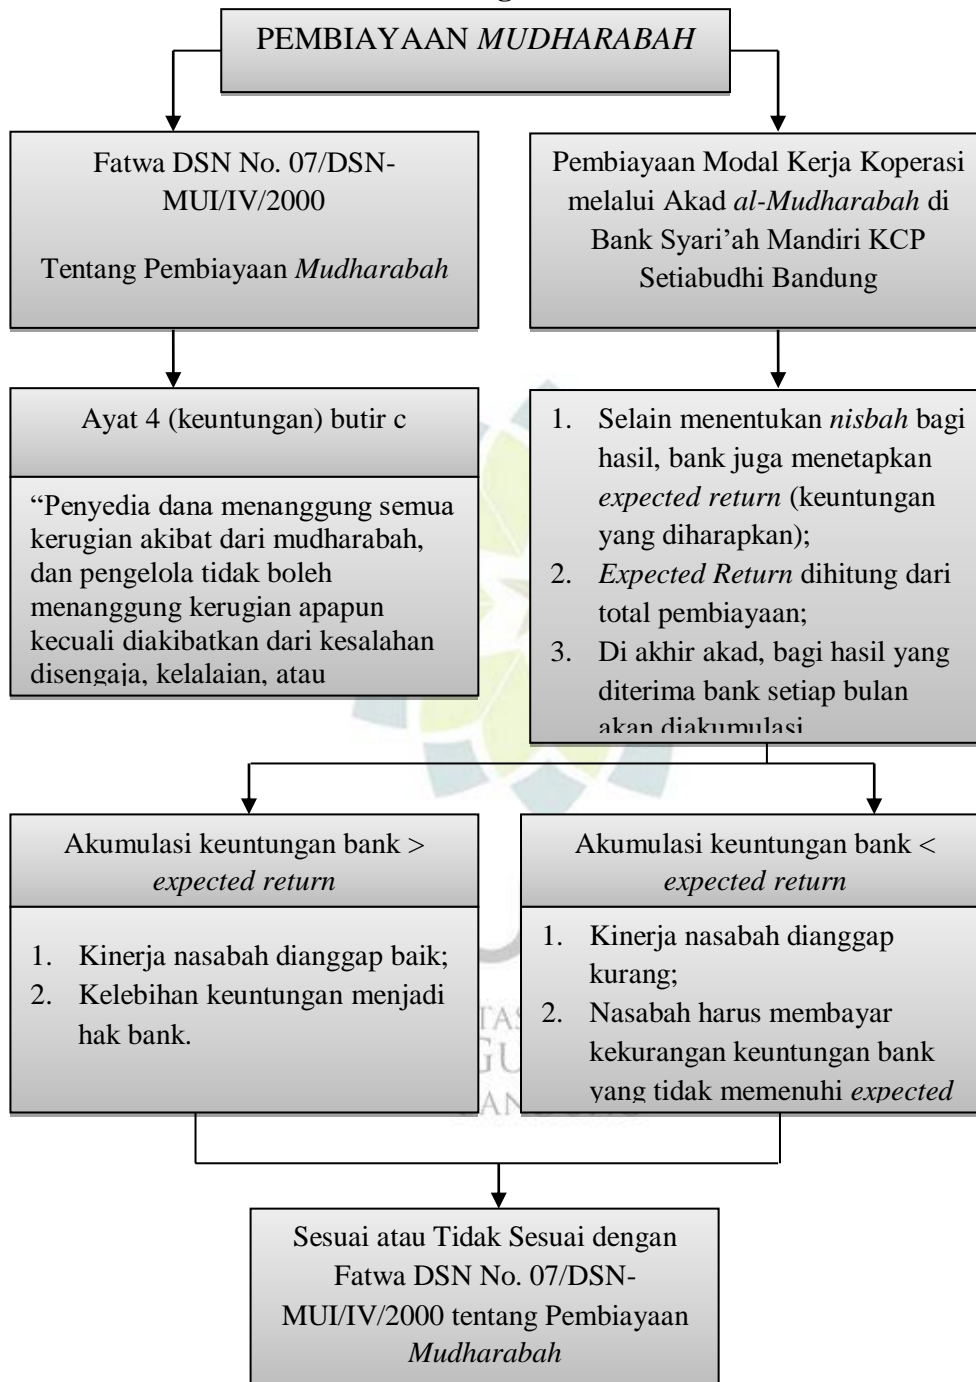 PEMBIAYAAN MUDHARABAH
Fatwa DSN No. 07/DSN-
MUI/IV/2000
Tentang Pembiayaan Mudharabah
Pembiayaan Modal Kerja Koperasi
melalui Akad al-Mudharabah di
Bank Syari’ah Mandiri KCP
Setiabudhi Bandung
Ayat 4 (keuntungan) butir c
“Penyedia dana menanggung semua
kerugian akibat dari mudharabah,
dan pengelola tidak boleh
menanggung kerugian apapun
kecuali diakibatkan dari kesalahan
disengaja, kelalaian, atau
1. Selain menentukan nisbah bagi
hasil, bank juga menetapkan
expected return (keuntungan
yang diharapkan);
2. Expected Return dihitung dari
total pembiayaan;
3. Di akhir akad, bagi hasil yang
diterima bank setiap bulan
akan diakumulasi
Akumulasi keuntungan bank >
expected return
1. Kinerja nasabah dianggap baik;
2. Kelebihan keuntungan menjadi
hak bank.
Akumulasi keuntungan bank <
expected return
1. Kinerja nasabah dianggap
kurang;
2. Nasabah harus membayar
kekurangan keuntungan bank
yang tidak memenuhi expected
Sesuai atau Tidak Sesuai dengan
Fatwa DSN No. 07/DSN-
MUI/IV/2000 tentang Pembiayaan
Mudharabah